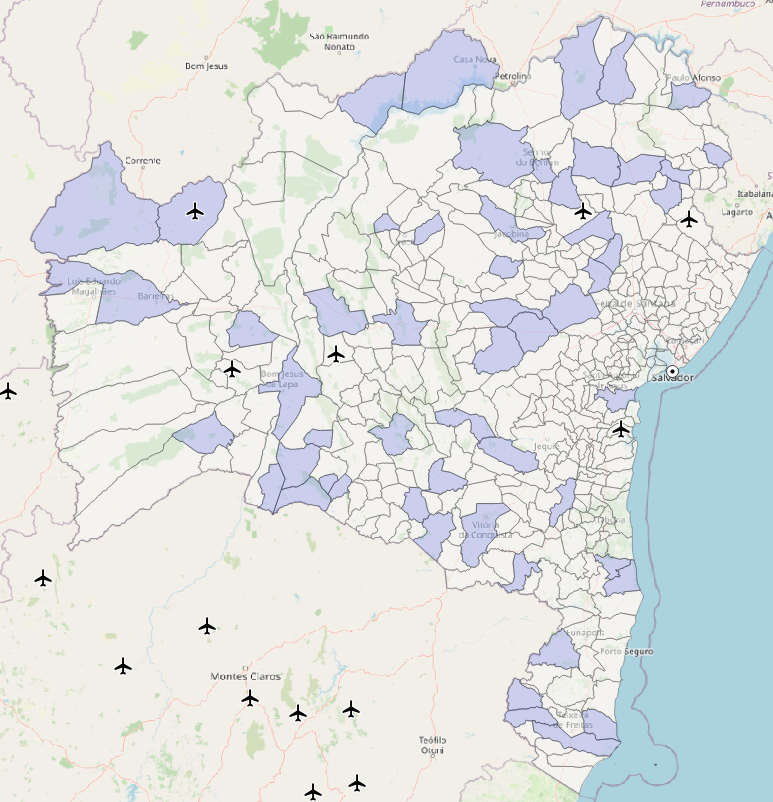 Pernambuco
São Raimundo
Nonato
Casa Nova
Bom Jesus
Petrolina
Paulo Afonso
Corrente
Senhor
do Bonfim
Itabaiana
Lagarto
Jacobina
Luís Eduardo
Magalhães
Barreiras
Feira de Santana
Camaçari
Bom Jesus
da Lapa
Salvador
Jequié
Vitória
da Conquista
Itabuna
Eunápolis
Porto Seguro
Montes Claros
Teixeira
de Freitas
Teófilo
Otoni